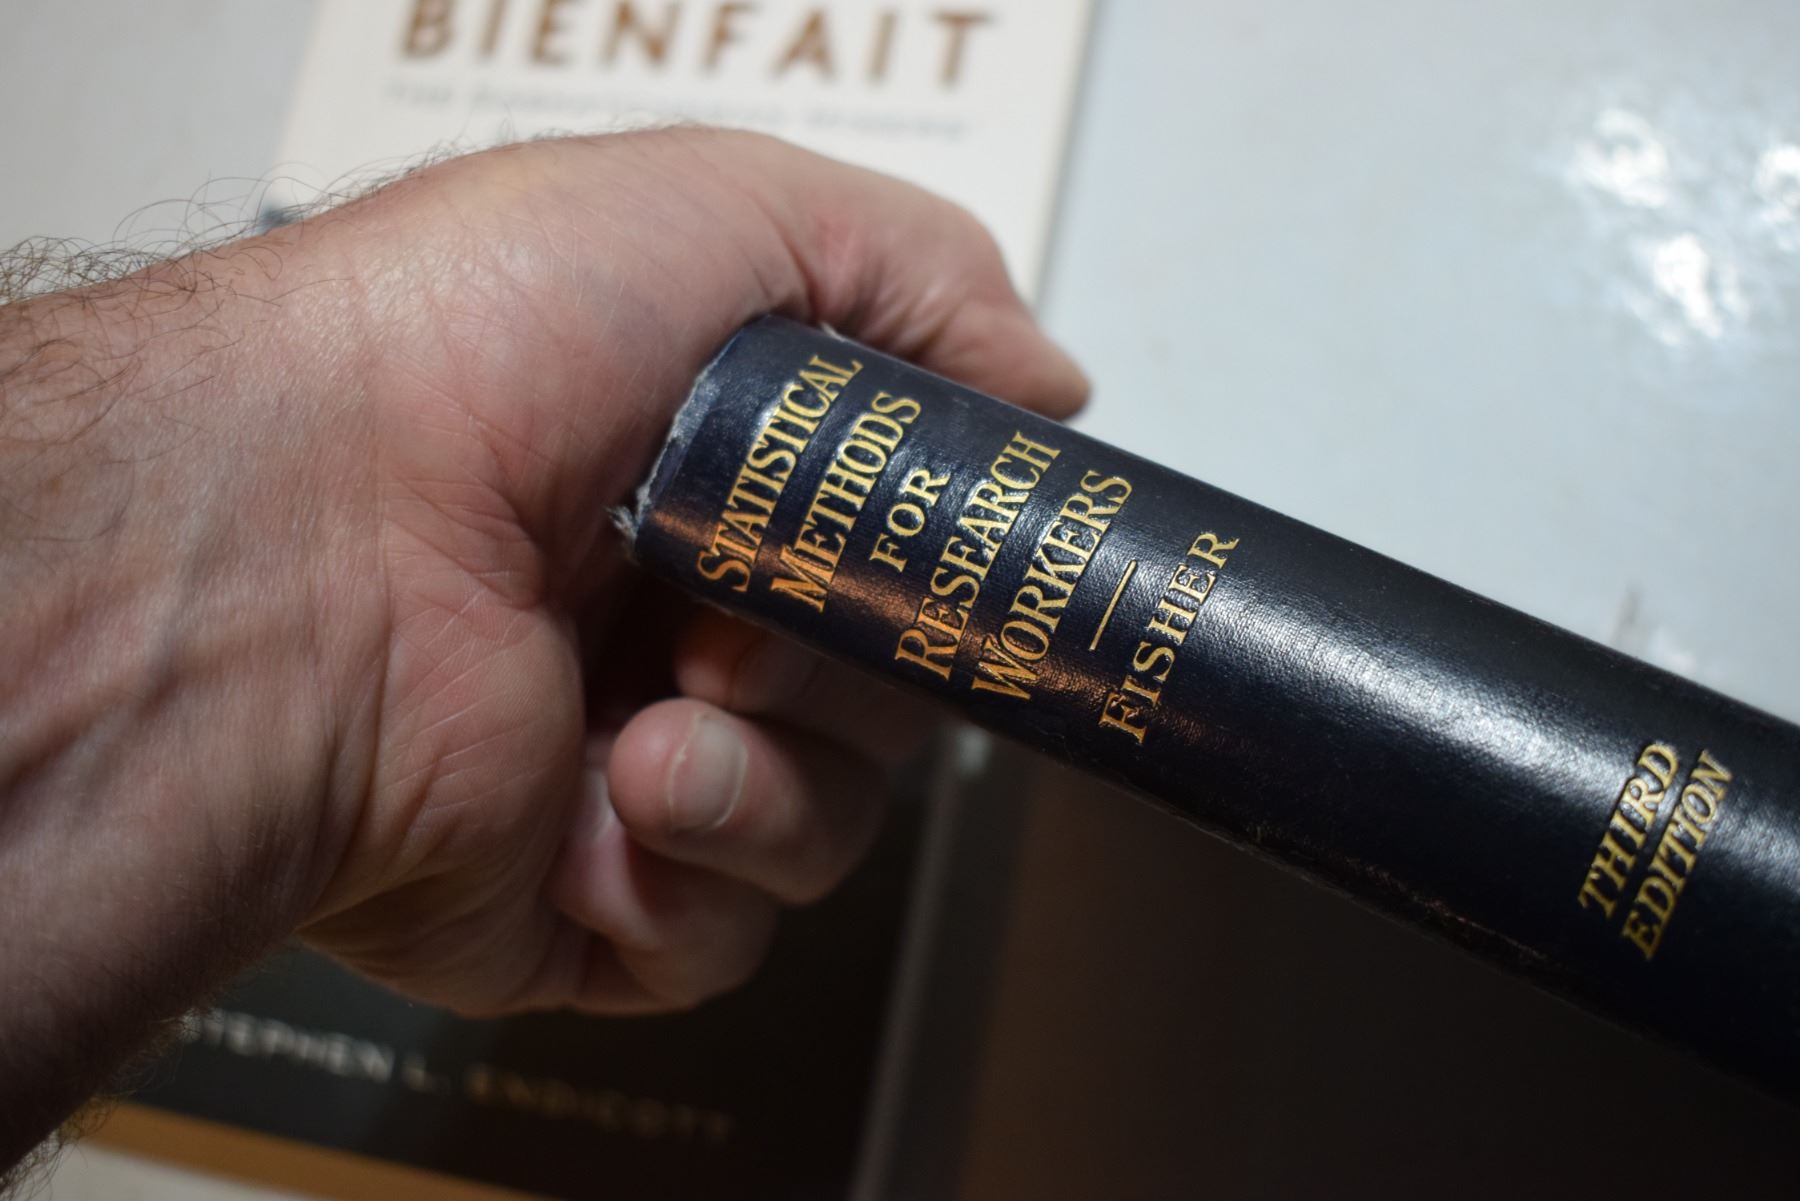 BIENFAIT
STATISTICAL
METHODS
FOR
RESEARCH
WORKERS
FISHER
THIRD
EDITION
STEPHEN L. ENDICOTT